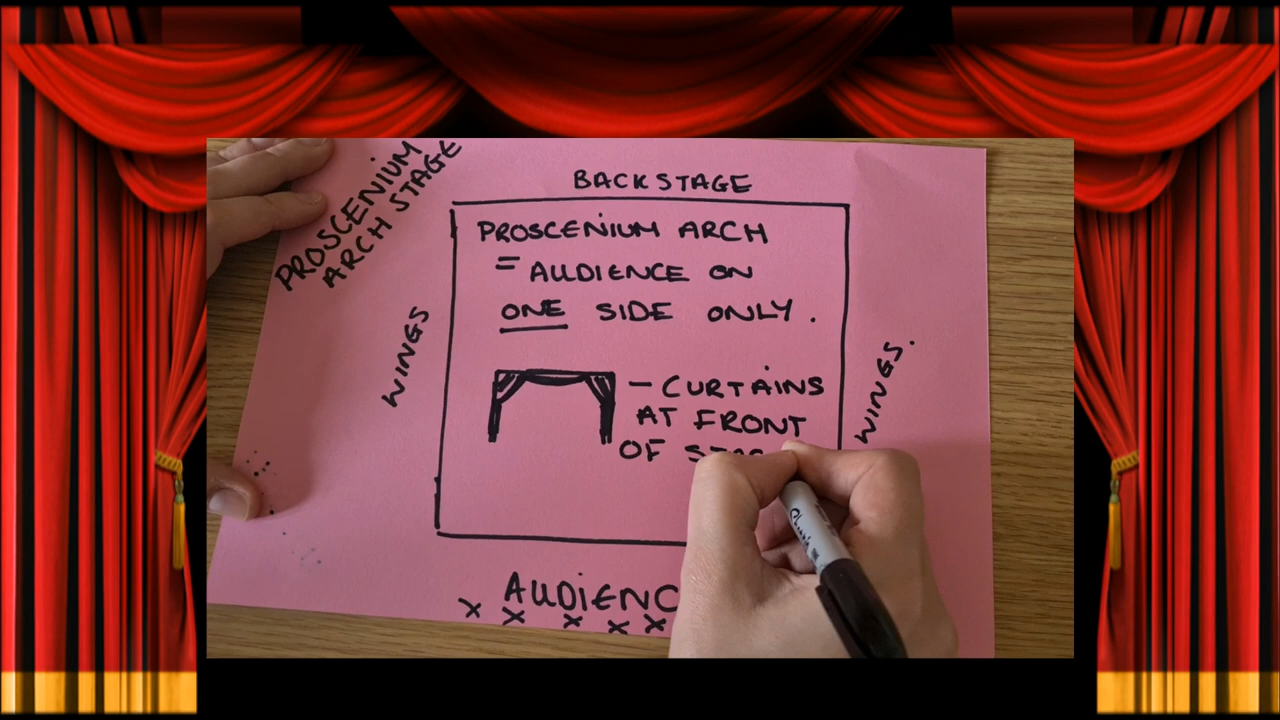 PROSCENIUM
ARCH STAGE
BACKSTAGE
PROSCENIUM ARCH
= AUDIENCE ON
ONE SIDE ONLY.
WINGS
WINGS.
- CURTAINS
AT FRONT
OF
AUDIENC
x x x x x